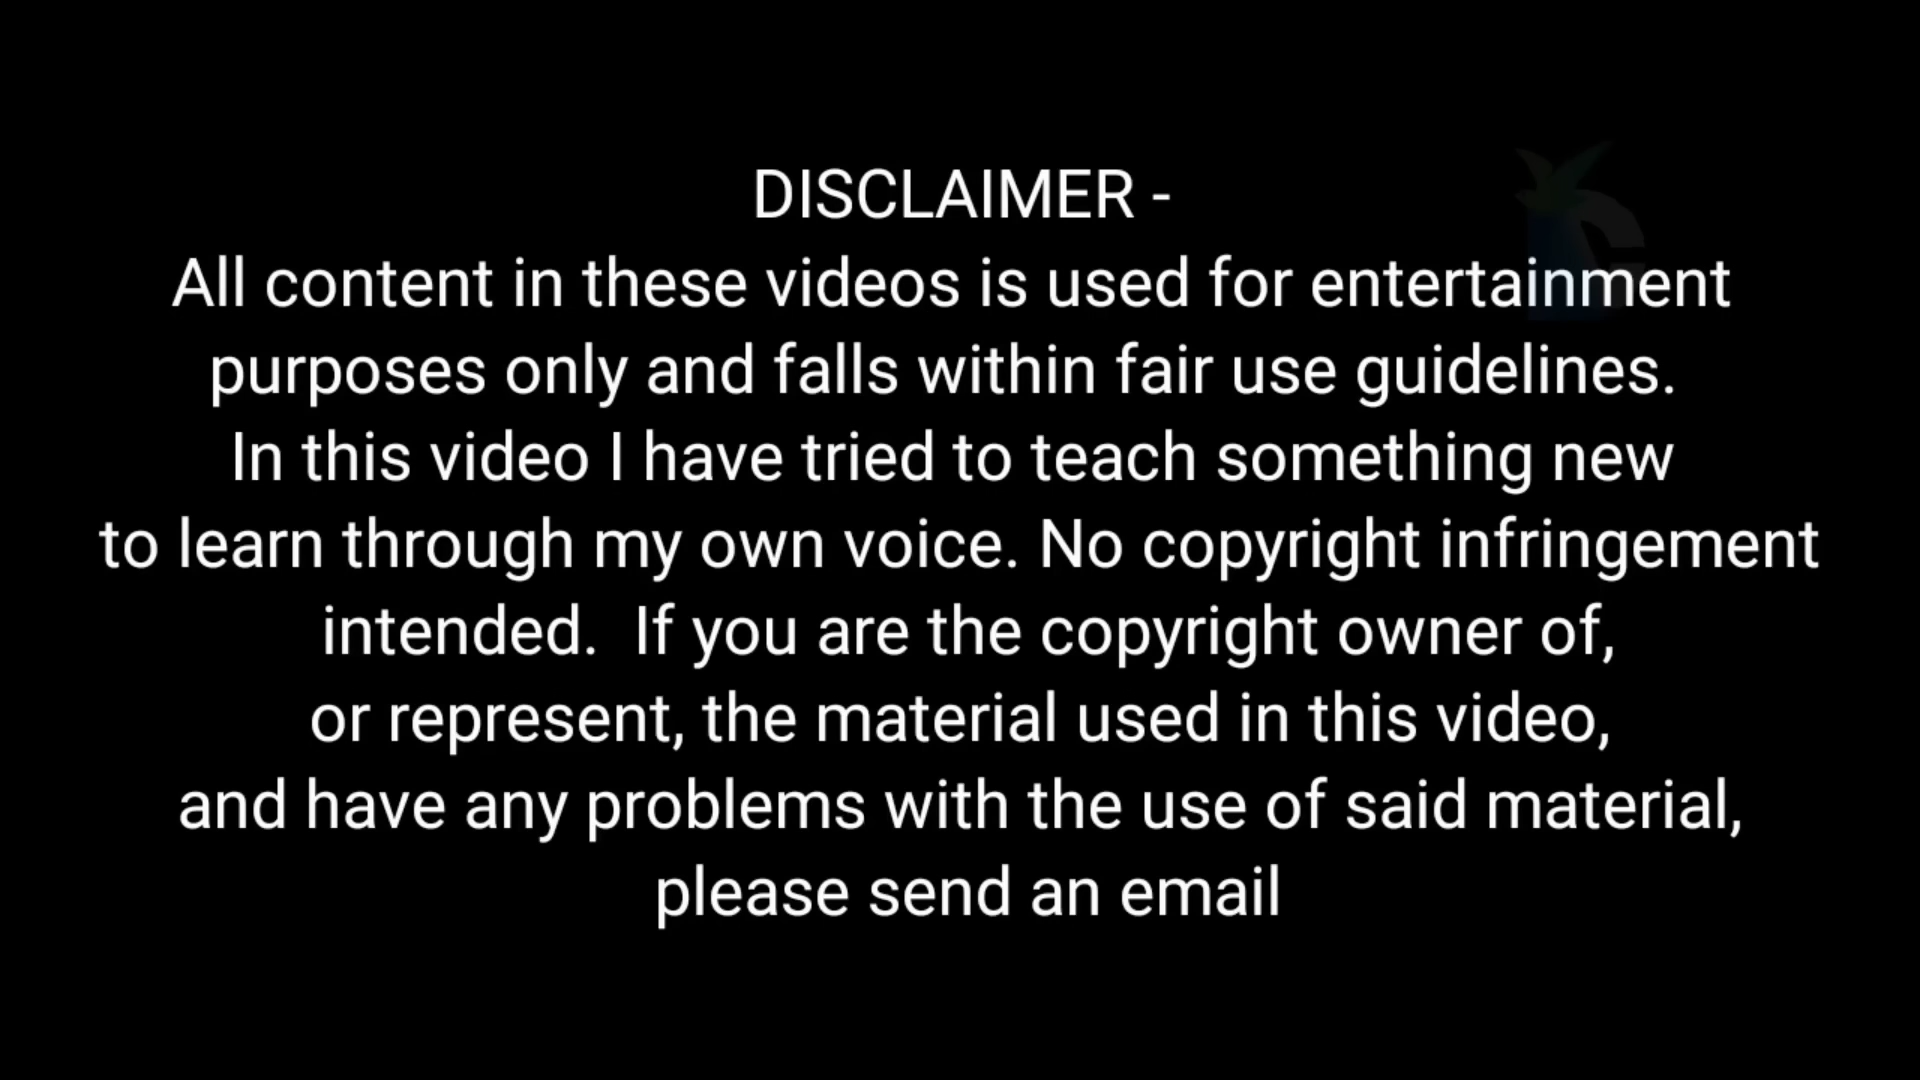 DISCLAIMER -
All content in these videos is used for entertainment
purposes only and falls within fair use guidelines.
In this video I have tried to teach something new
to learn through my own voice. No copyright infringement
intended.  If you are the copyright owner of,
or represent, the material used in this video,
and have any problems with the use of said material,
please send an email